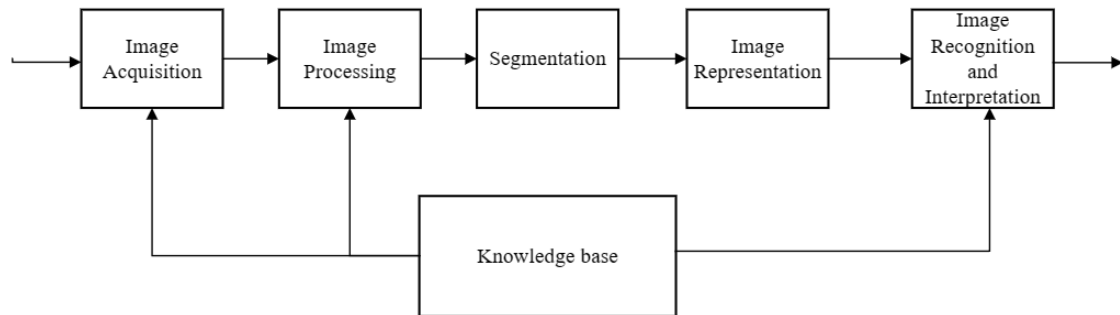 Image
Acquisition
Image
Processing
Segmentation
Image
Representation
Image
Recognition
and
Interpretation
Knowledge base